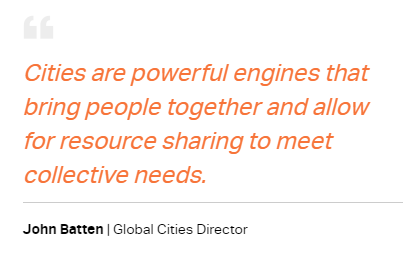 “
Cities are powerful engines that
bring people together and allow
for resource sharing to meet
collective needs.
John Batten | Global Cities Director